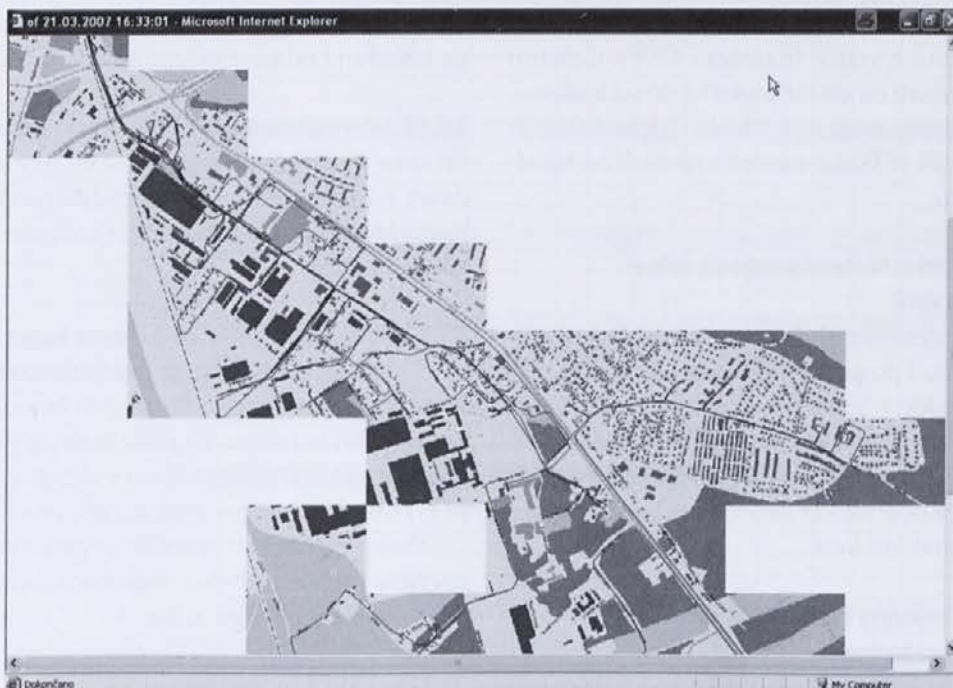 of 21.03.2007 16:33:01 - Microsoft Internet Explorer
Dokončano
My Computer